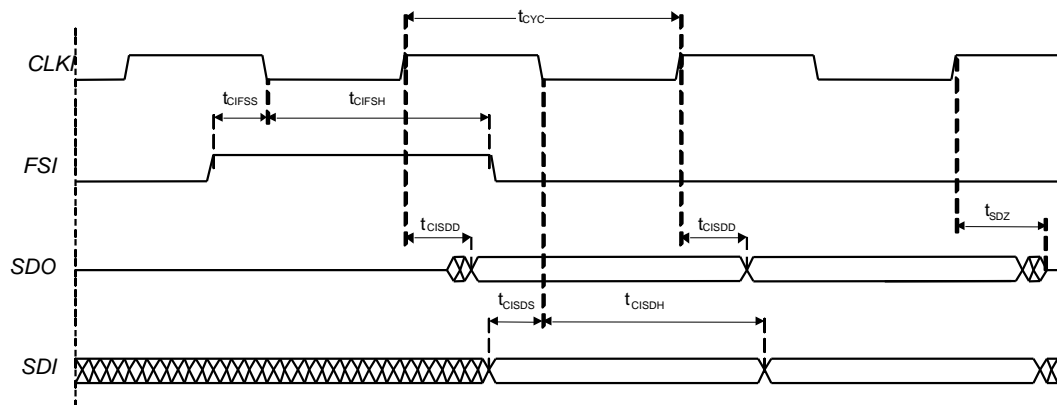 tCYC
CLKI
tCIFSS
tCIFSH
FSI
tCISDD
tCISDD
tSDZ
SDO
tCISDS
tCISDH
SDI